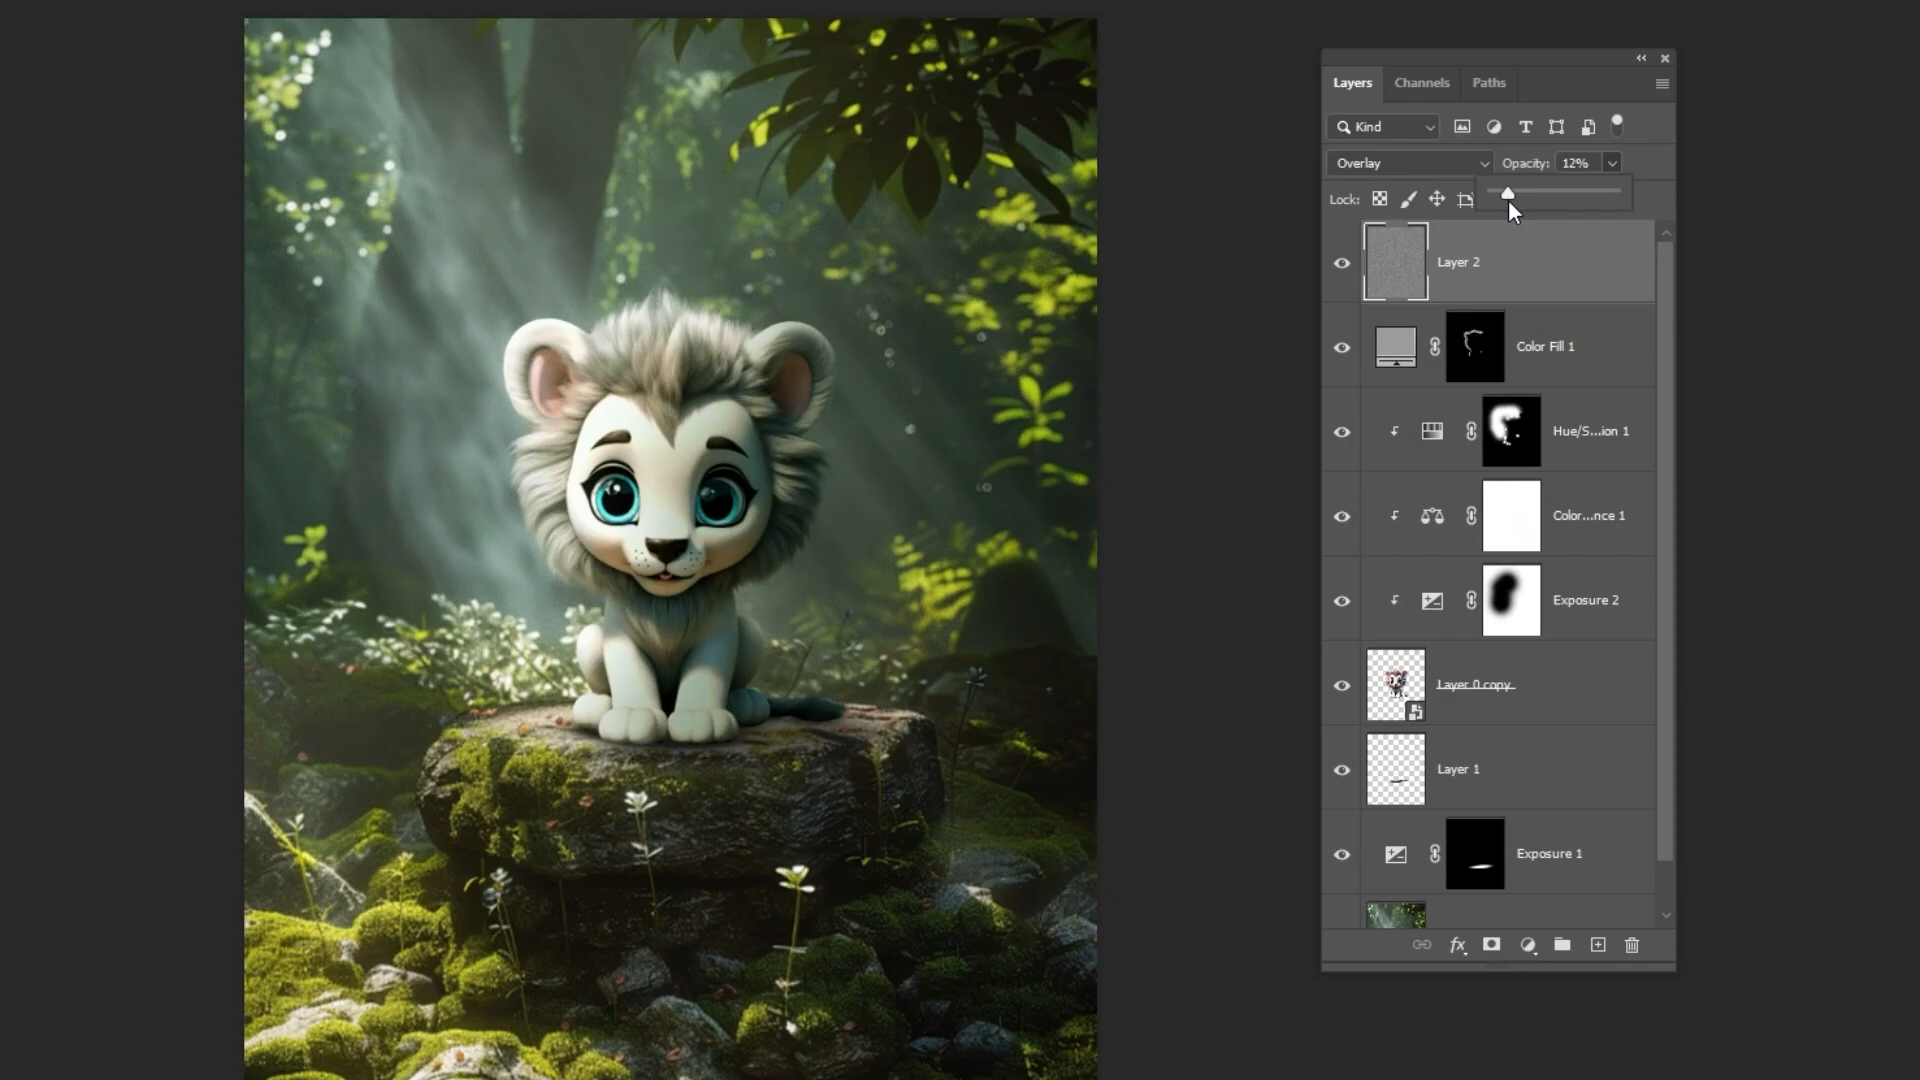 Layers Channels Paths
Kind
Overlay Opacity: 12%
Lock:
Layer 2
Color Fill 1
Hue/S...ion 1
Color...nce 1
Exposure 2
Layer 0 copy
Layer 1
Exposure 1